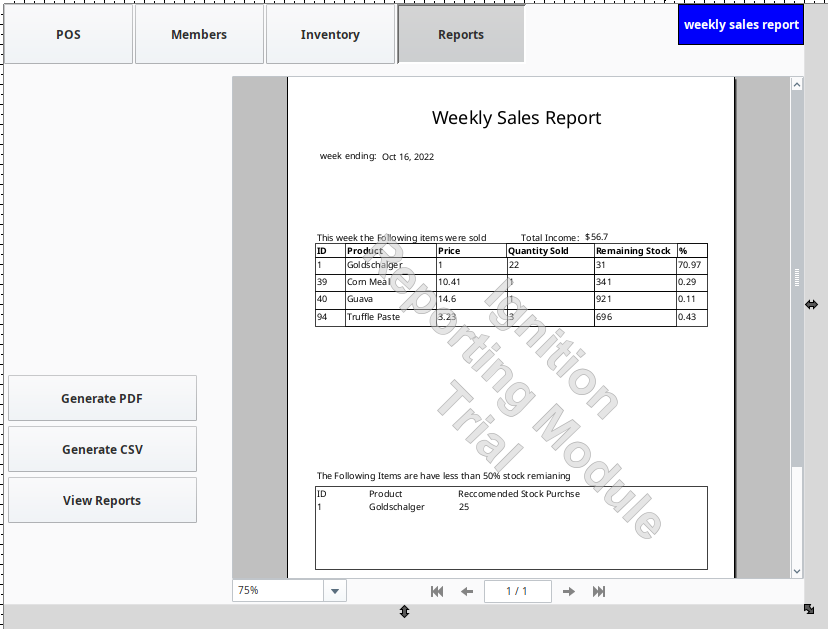 POS Members Inventory Reports weekly sales report
Weekly Sales Report
week ending: Oct 16, 2022
This week the Following items were sold Total Income: $56.7
ID Product Price Quantity Sold Remaining Stock %
1 Goldschalger 1 22 31 70.97
39 Corn Meal 10.41 1 341 0.29
40 Guava 14.6 1 921 0.11
94 Truffle Paste 3.23 3 696 0.43
Ignition
Reporting Module
Trial
Generate PDF
Generate CSV
View Reports
The Following Items are have less than 50% stock remianing
ID Product Reccomended Stock Purchse
1 Goldschalger 25
75% 1 / 1